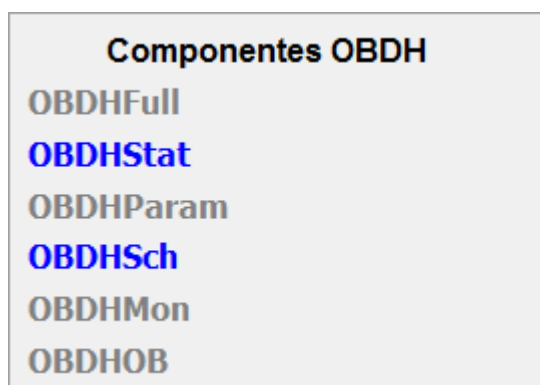 Componentes OBDH
OBDHFull
OBDHStat
OBDHParam
OBDHSch
OBDHMon
OBDHOB